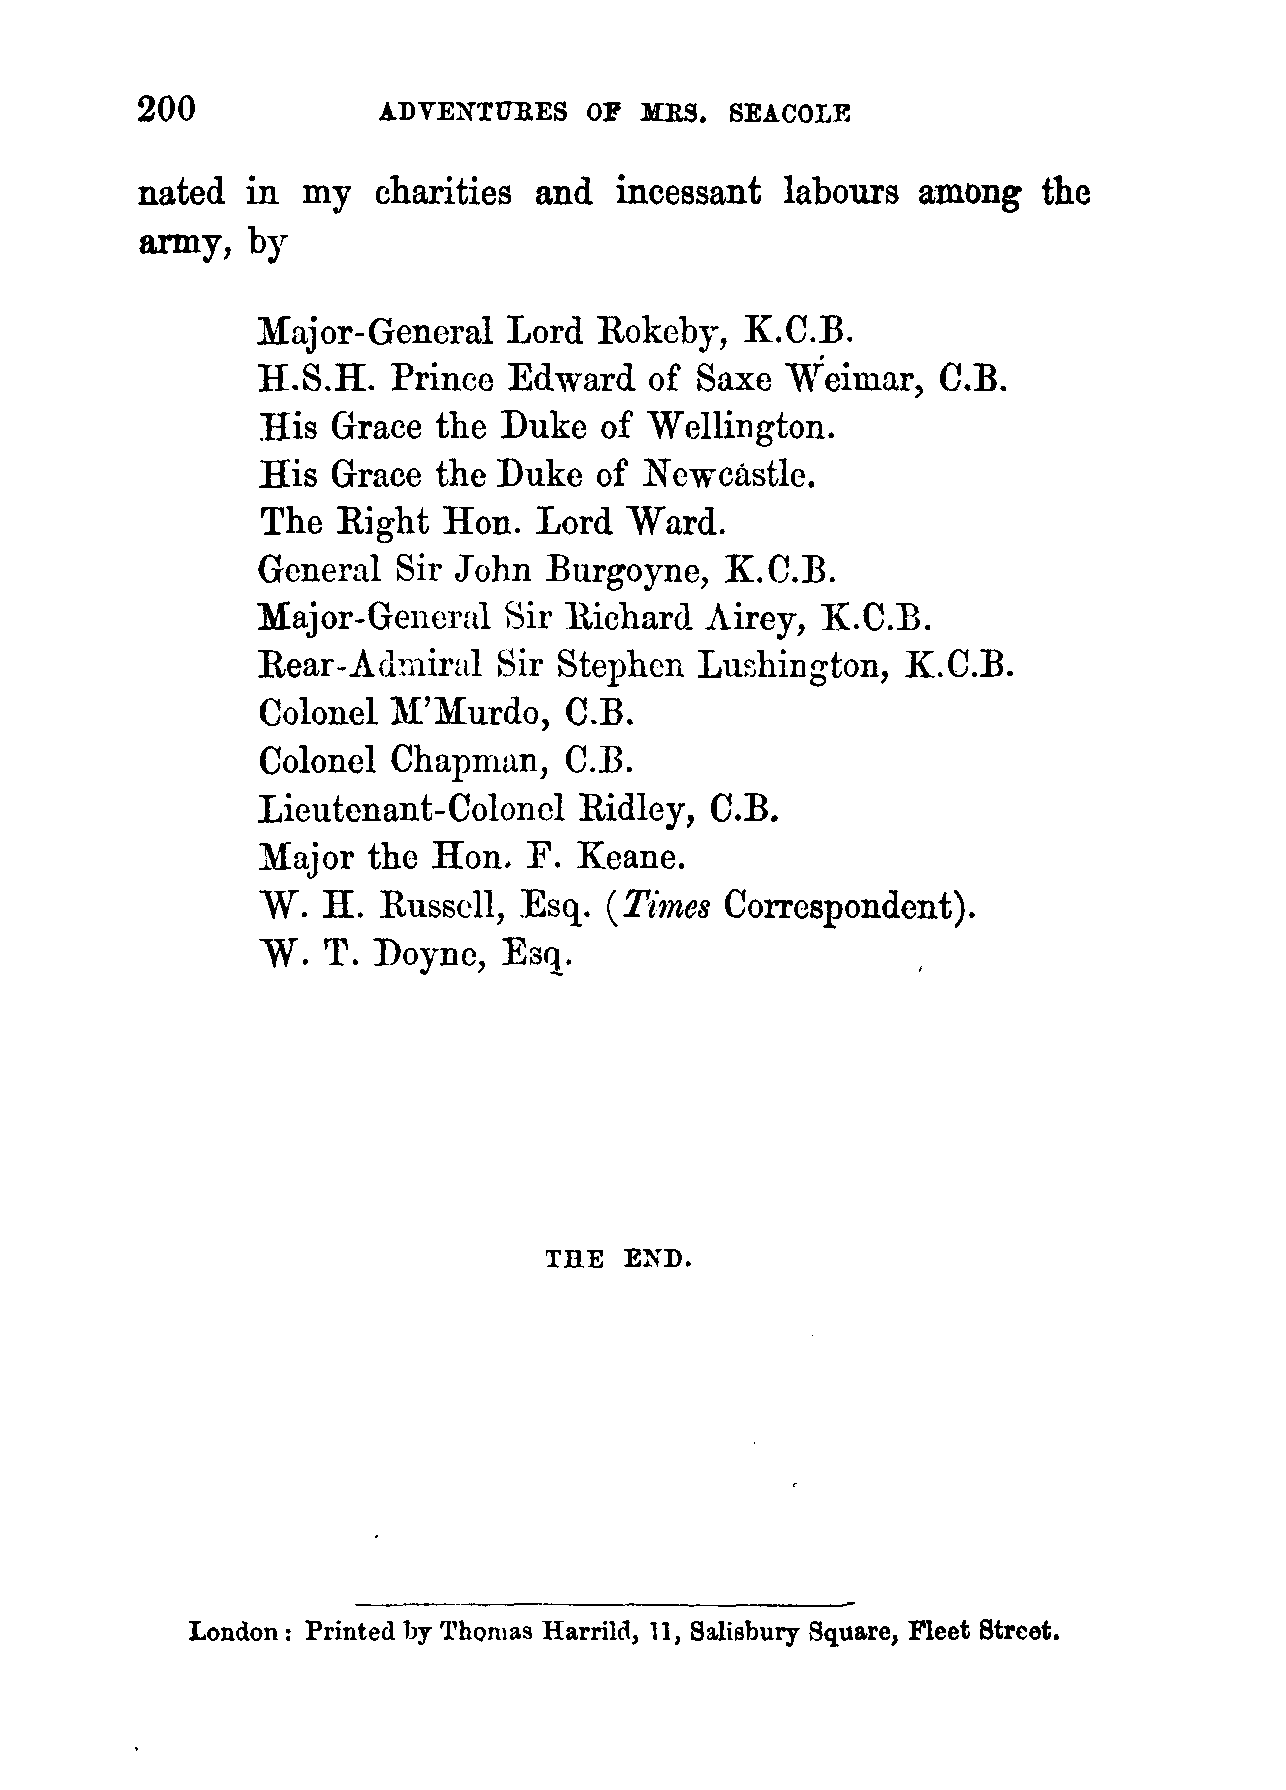 200 ADVENTURES OF MRS. SEACOLE
nated in my charities and incessant labours among the
army, by
Major-General Lord Rokeby, K.C.B.
H.S.H. Prince Edward of Saxe Weimar, C.B.
His Grace the Duke of Wellington.
His Grace the Duke of Newcastle.
The Right Hon. Lord Ward.
General Sir John Burgoyne, K.C.B.
Major-General Sir Richard Airey, K.C.B.
Rear-Admiral Sir Stephen Lushington, K.C.B.
Colonel M'Murdo, C.B.
Colonel Chapman, C.B.
Lieutenant-Colonel Ridley, C.B.
Major the Hon. F. Keane.
W. H. Russell, Esq. (Times Correspondent).
W. T. Doyne, Esq.
THE END.
London: Printed by Thomas Harrild, 11, Salisbury Square, Fleet Street.